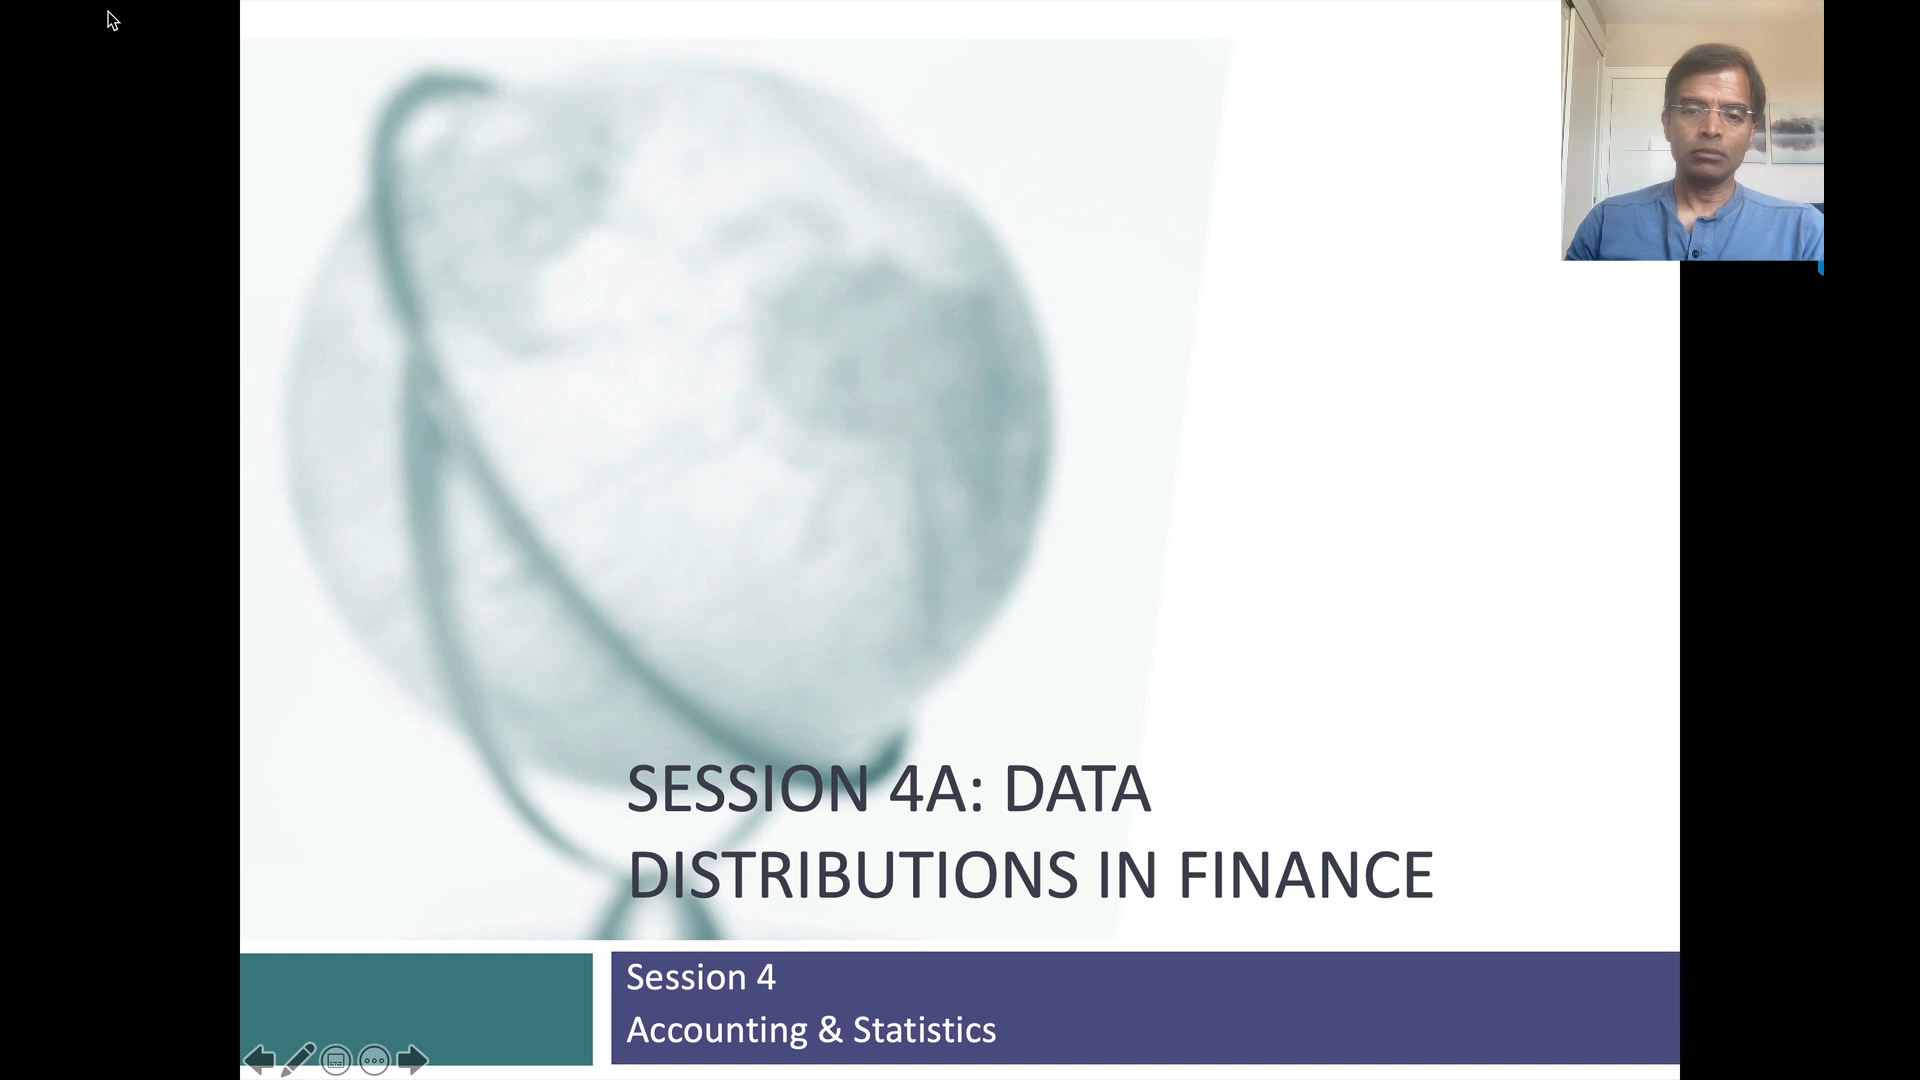 SESSION 4A: DATA
DISTRIBUTIONS IN FINANCE
Session 4
Accounting & Statistics